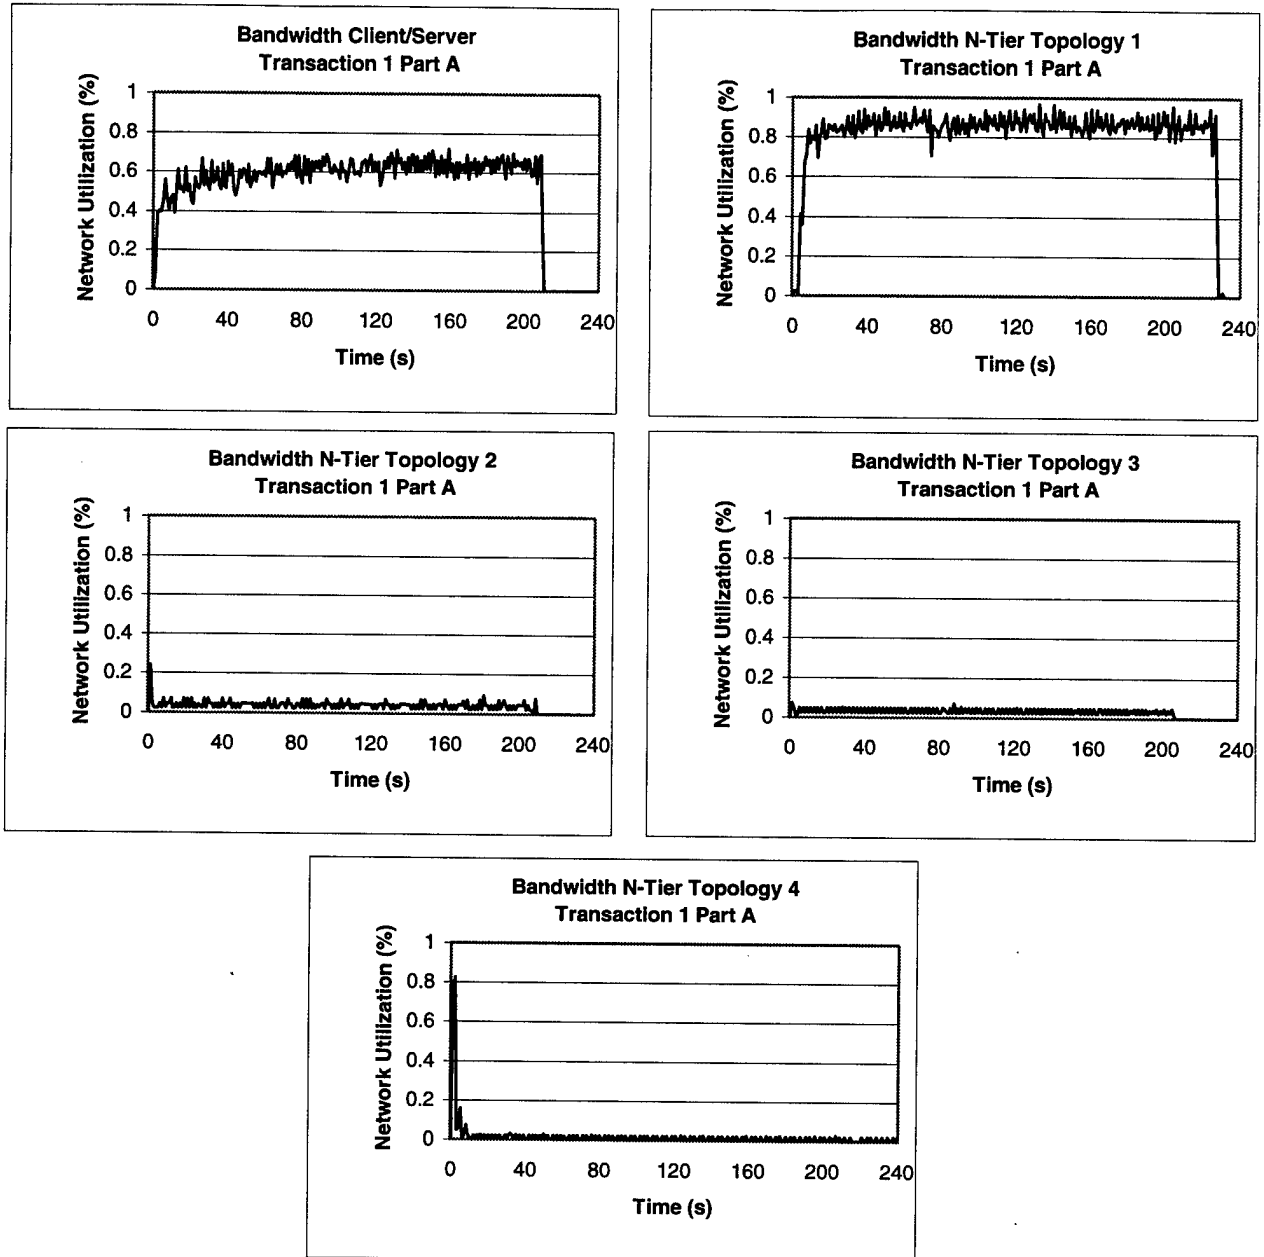 Bandwidth Client/Server
Transaction 1 Part A
Network Utilization (%)
1
0.8
0.6
0.4
0.2
0
0 40 80 120 160 200 240
Time (s)
Bandwidth N-Tier Topology 1
Transaction 1 Part A
Network Utilization (%)
1
0.8
0.6
0.4
0.2
0
0 40 80 120 160 200 240
Time (s)
Bandwidth N-Tier Topology 2
Transaction 1 Part A
Network Utilization (%)
1
0.8
0.6
0.4
0.2
0
0 40 80 120 160 200 240
Time (s)
Bandwidth N-Tier Topology 3
Transaction 1 Part A
Network Utilization (%)
1
0.8
0.6
0.4
0.2
0
0 40 80 120 160 200 240
Time (s)
Bandwidth N-Tier Topology 4
Transaction 1 Part A
Network Utilization (%)
1
0.8
0.6
0.4
0.2
0
0 40 80 120 160 200 240
Time (s)